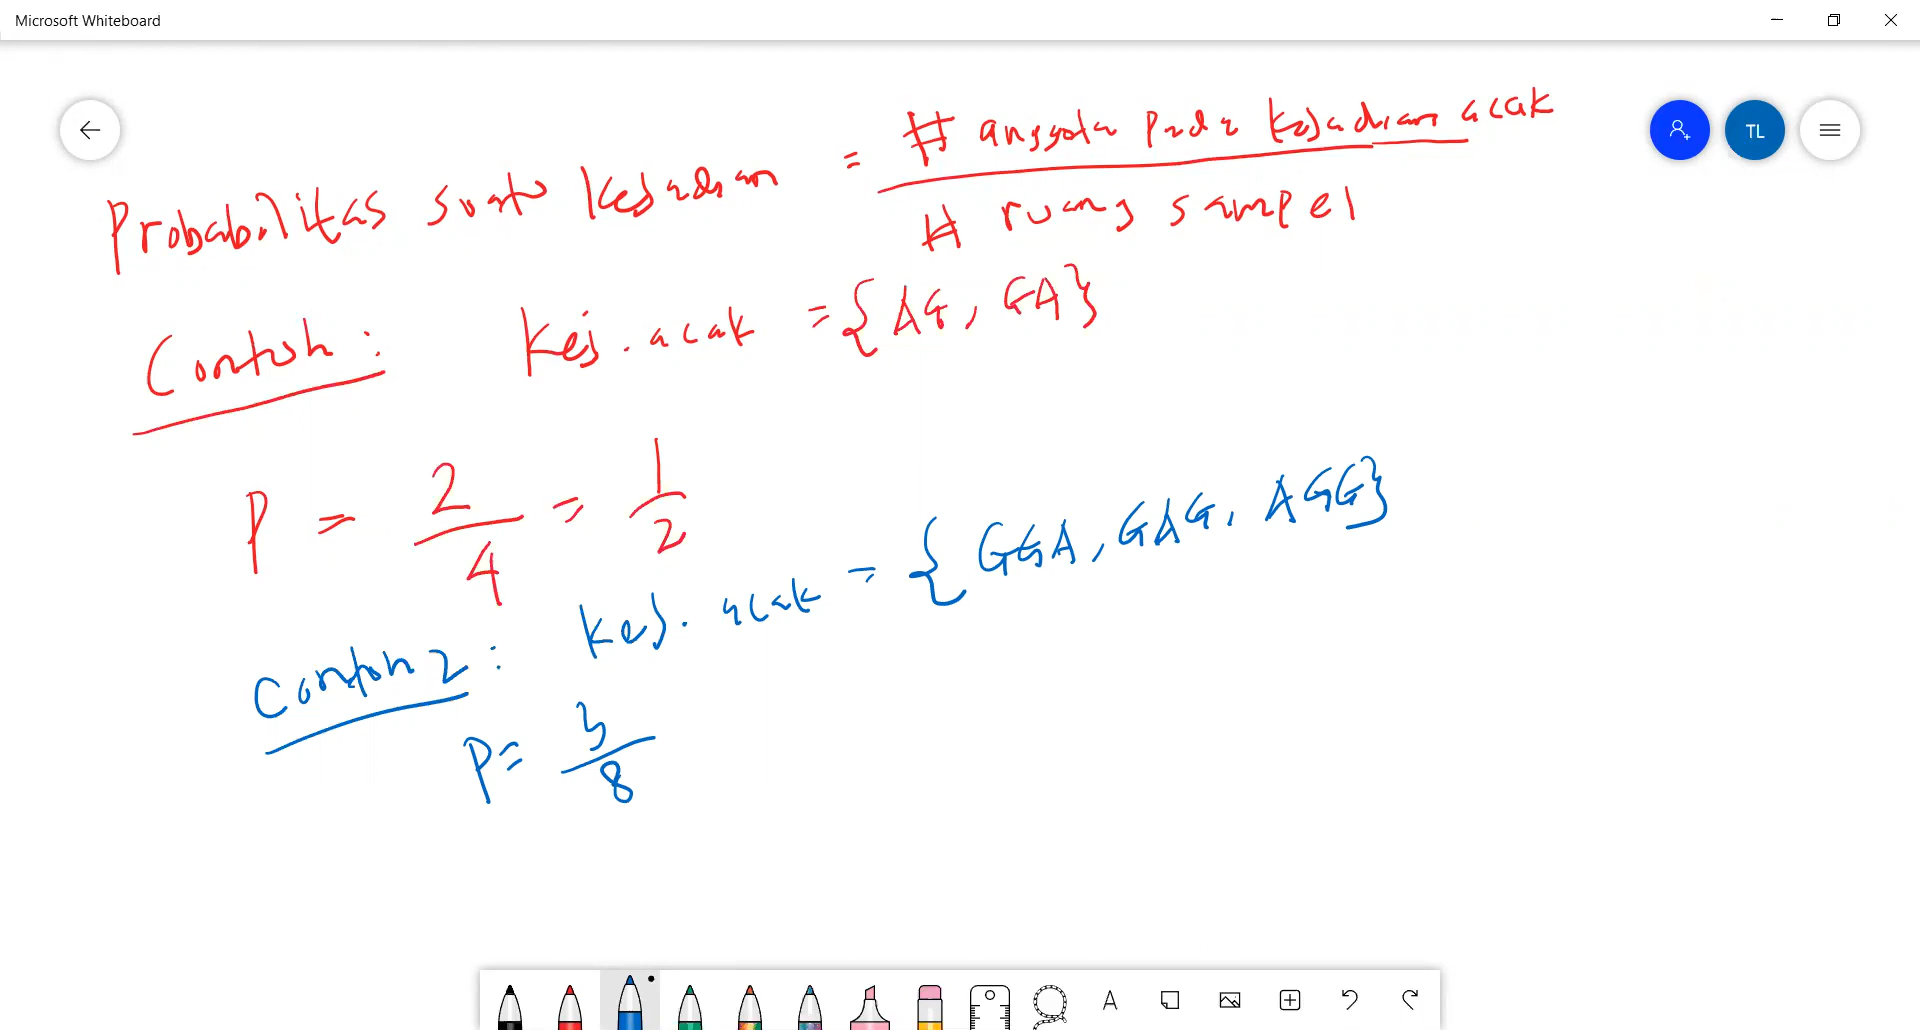 Microsoft Whiteboard
TL
Probabilitas suatu Kejadian = # anggota pada Kejadian acak
# ruang sampel
Contoh : Kej. acak = {AG, GA}
P = 2/4 = 1/2
Contoh 2 : Kej. acak = {GGA, GAG, AGG}
P = 3/8
A